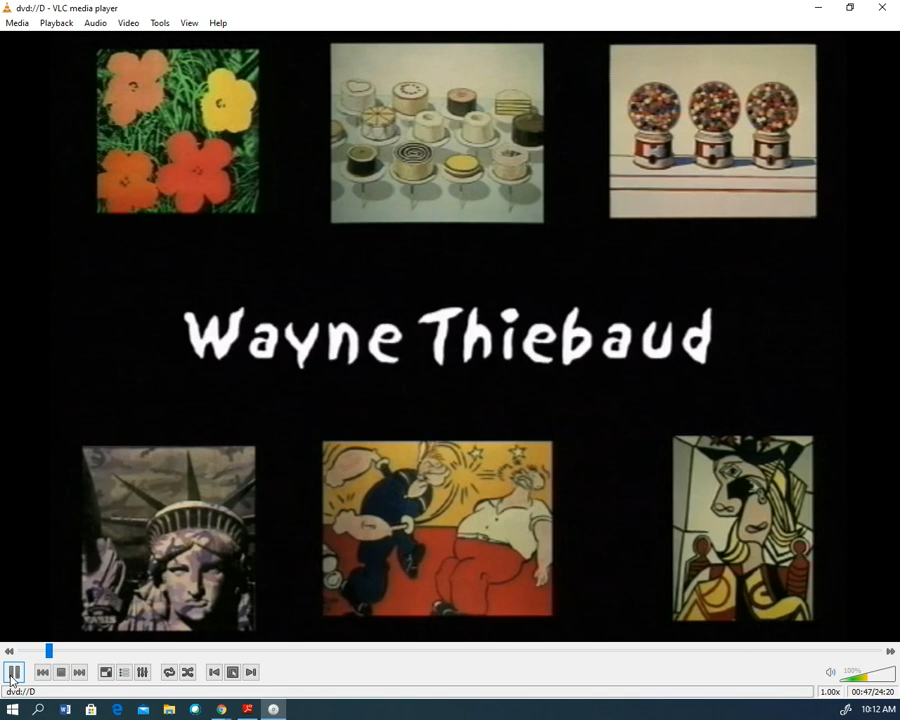 dvd://D - VLC media player
Media Playback Audio Video Tools View Help
Wayne Thiebaud
100%
dvd://D
1.00x
00:47/24:20
10:12 AM